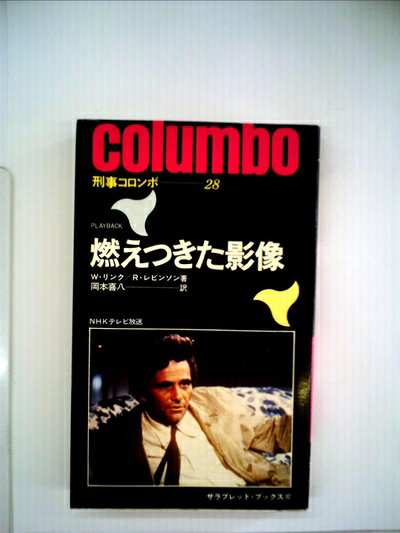 columbo
刑事コロンボ 28
PLAYBACK
燃えつきた影像
W・リンク/R・レビンソン著
岡本喜八 訳
NHKテレビ放送
サラブレッド・ブックス